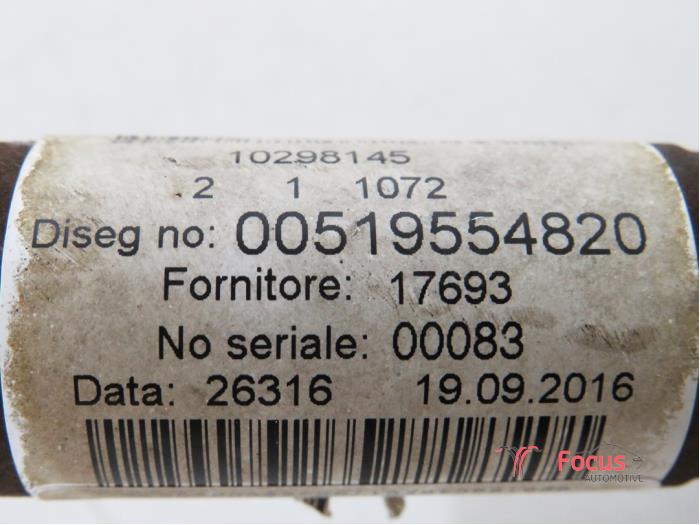 10298145
2 1 1072
Diseg no: 00519554820
Fornitore: 17693
No seriale: 00083
Data: 26316 19.09.2016
Focus
AUTOMOTIVE